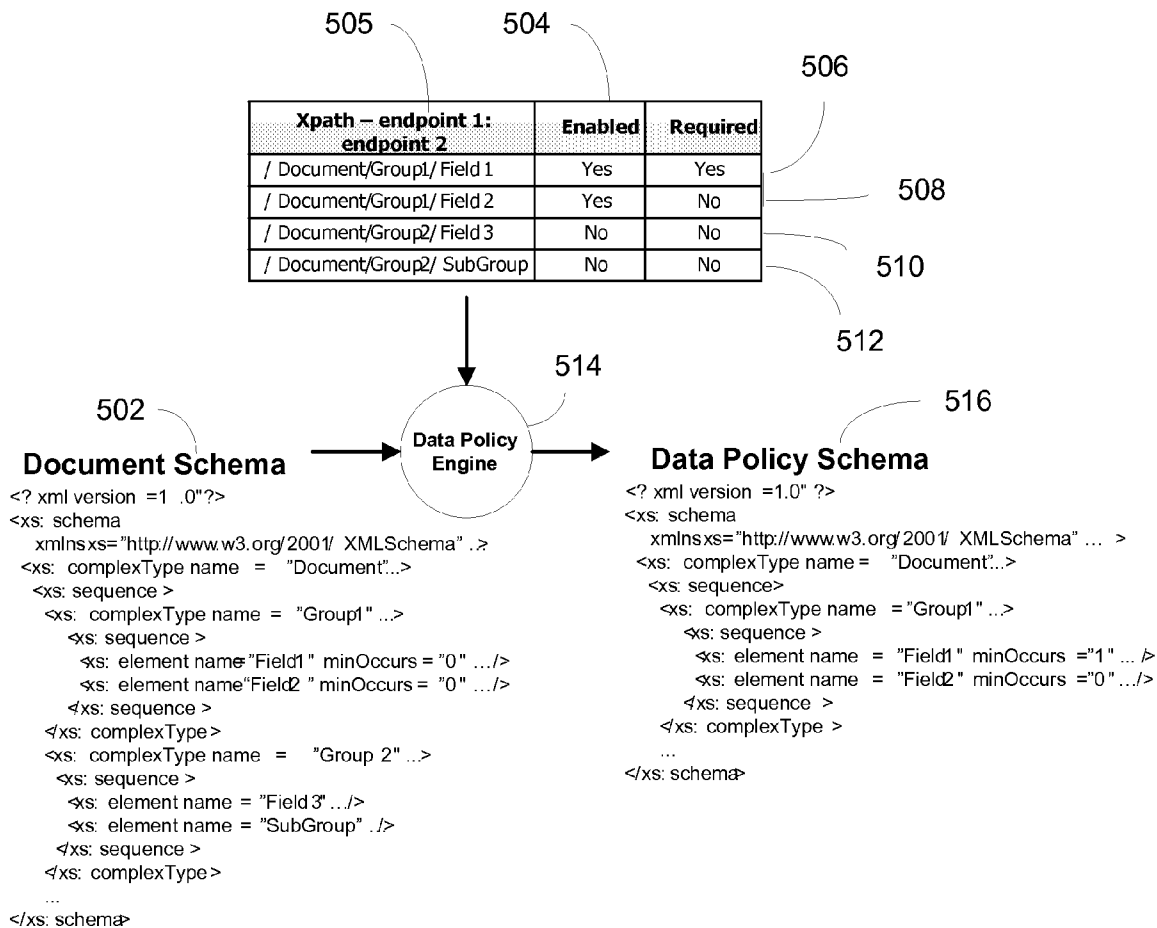 505
504
506
Xpath – endpoint 1: Enabled Required
endpoint 2
/ Document/Group1/ Field 1 Yes Yes
/ Document/Group1/ Field 2 Yes No
/ Document/Group2/ Field 3 No No
/ Document/Group2/ SubGroup No No
508
510
512
514
502
516
Data Policy
Engine
Document Schema
<? xml version =1 .0"?>
<xs: schema
xmlnsxs="http://www.w3.org/2001/ XMLSchema" ..>
<xs: complexType name = "Document"...>
<xs: sequence >
<xs: complexType name = "Group1" ...>
<xs: sequence >
<xs: element name="Field1" minOccurs = "0" .../>
<xs: element name"Field2 " minOccurs = "0" .../>
</xs: sequence >
</xs: complexType>
<xs: complexType name = "Group 2" ...>
<xs: sequence >
<xs: element name = "Field 3" .../>
<xs: element name = "SubGroup" ../>
</xs: sequence >
</xs: complexType>
...
</xs: schema>
Data Policy Schema
<? xml version =1.0" ?>
<xs: schema
xmlnsxs="http://www.w3.org/2001/ XMLSchema" ... >
<xs: complexType name = "Document"...>
<xs: sequence>
<xs: complexType name ="Group1" ...>
<xs: sequence >
<xs: element name = "Field1" minOccurs ="1" ... />
<xs: element name = "Field2" minOccurs ="0" .../>
</xs: sequence >
</xs: complexType >
...
</xs: schema>